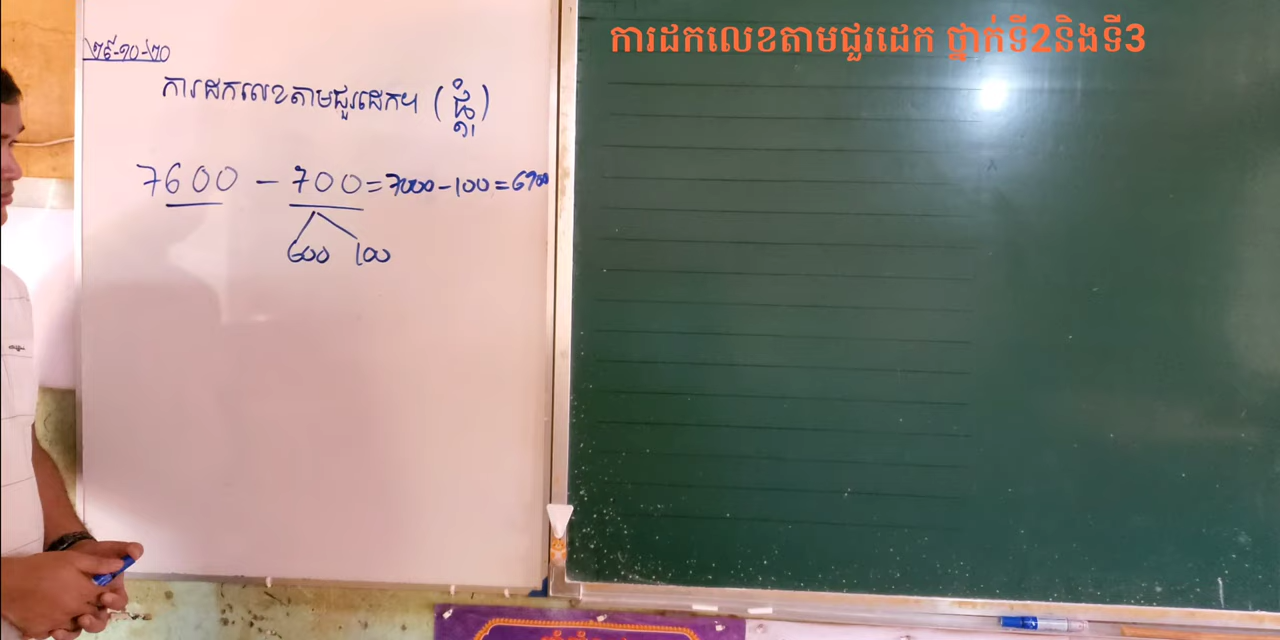 ការដកលេខតាមជួរដេក ថ្នាក់ទី2និងទី3
២៩-១០-២០
ការដកលេខតាមជួរដេក។ (ផ្ដុំ)
7600 - 700 = 7000 - 100 = 6900
600 100